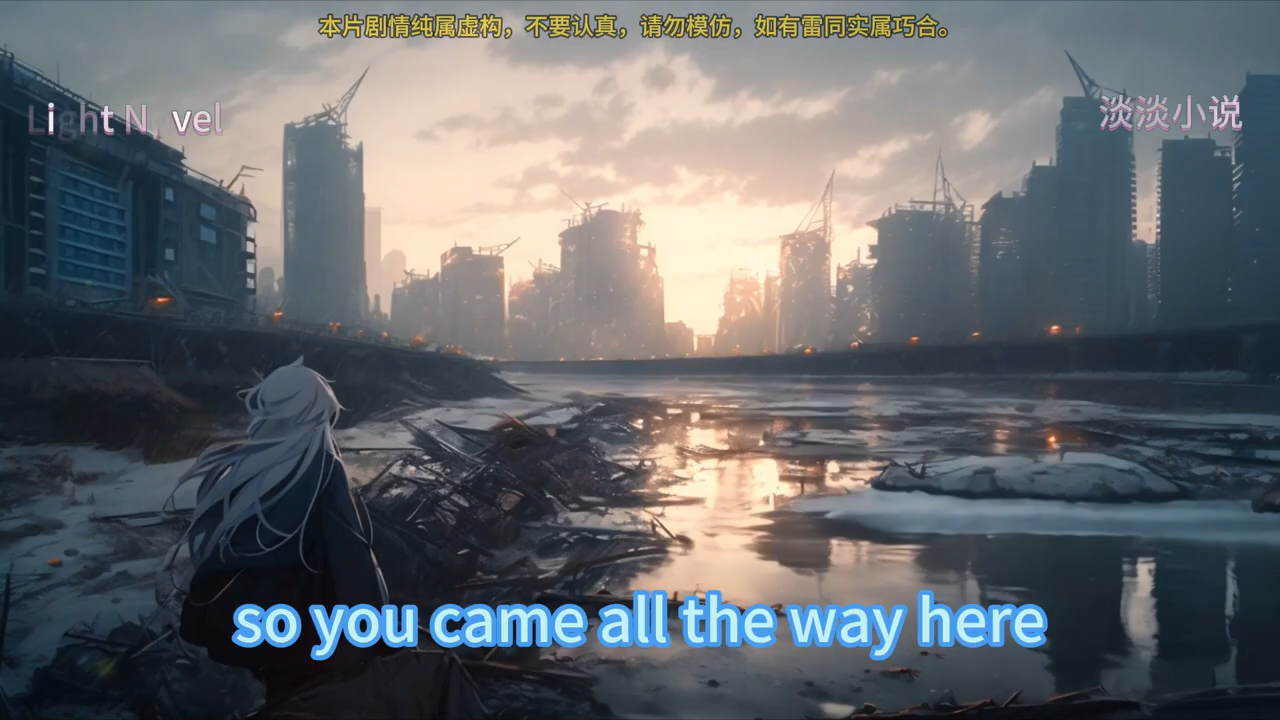 本片剧情纯属虚构，不要认真，请勿模仿，如有雷同实属巧合。
Light N vel
淡淡小说
so you came all the way here